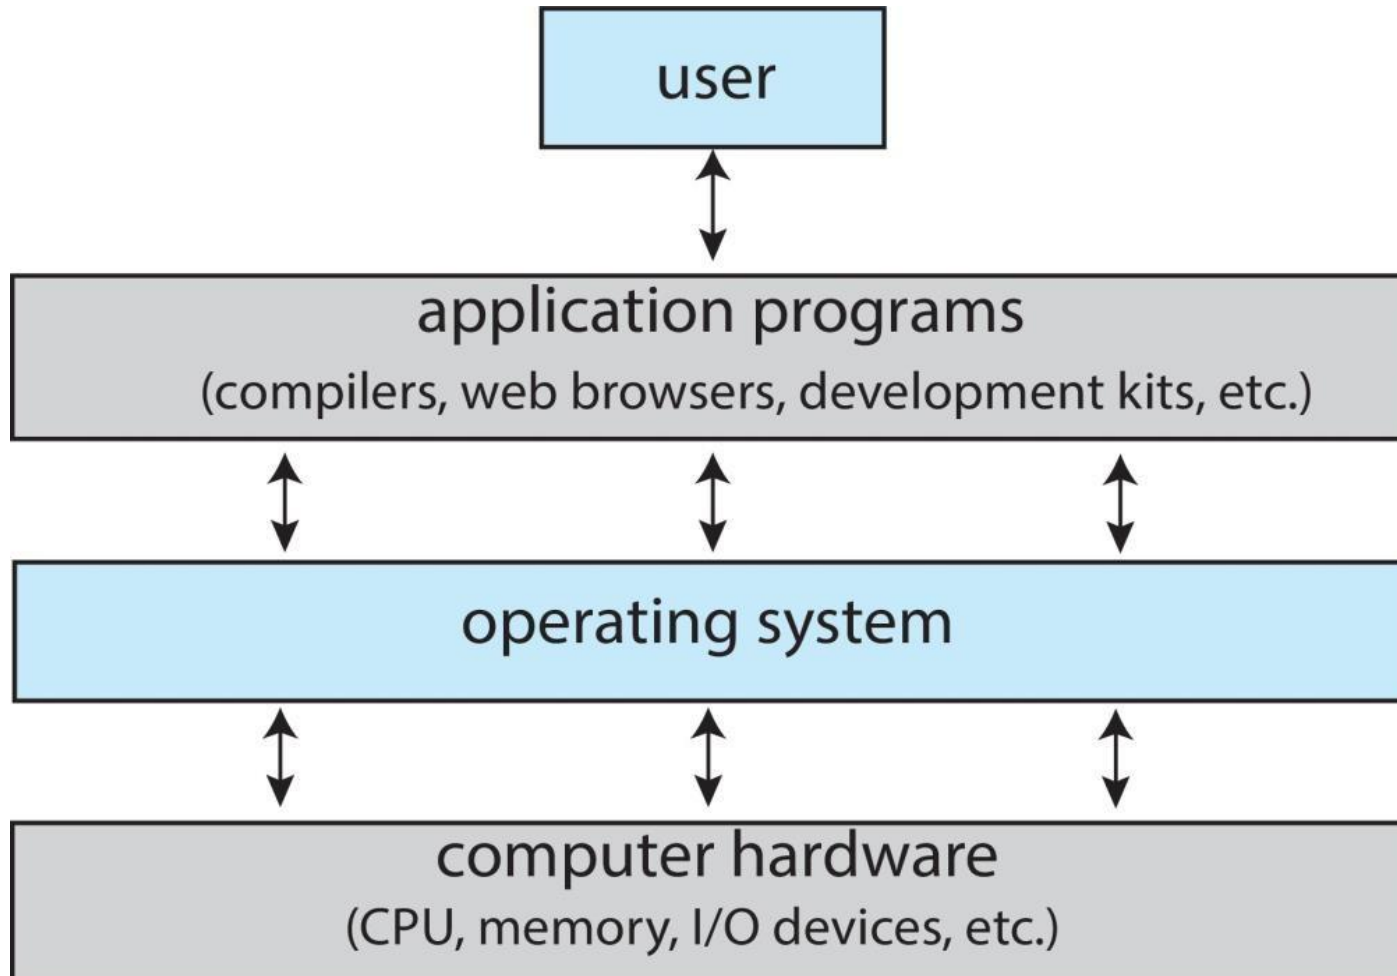 user
application programs
(compilers, web browsers, development kits, etc.)
operating system
computer hardware
(CPU, memory, I/O devices, etc.)